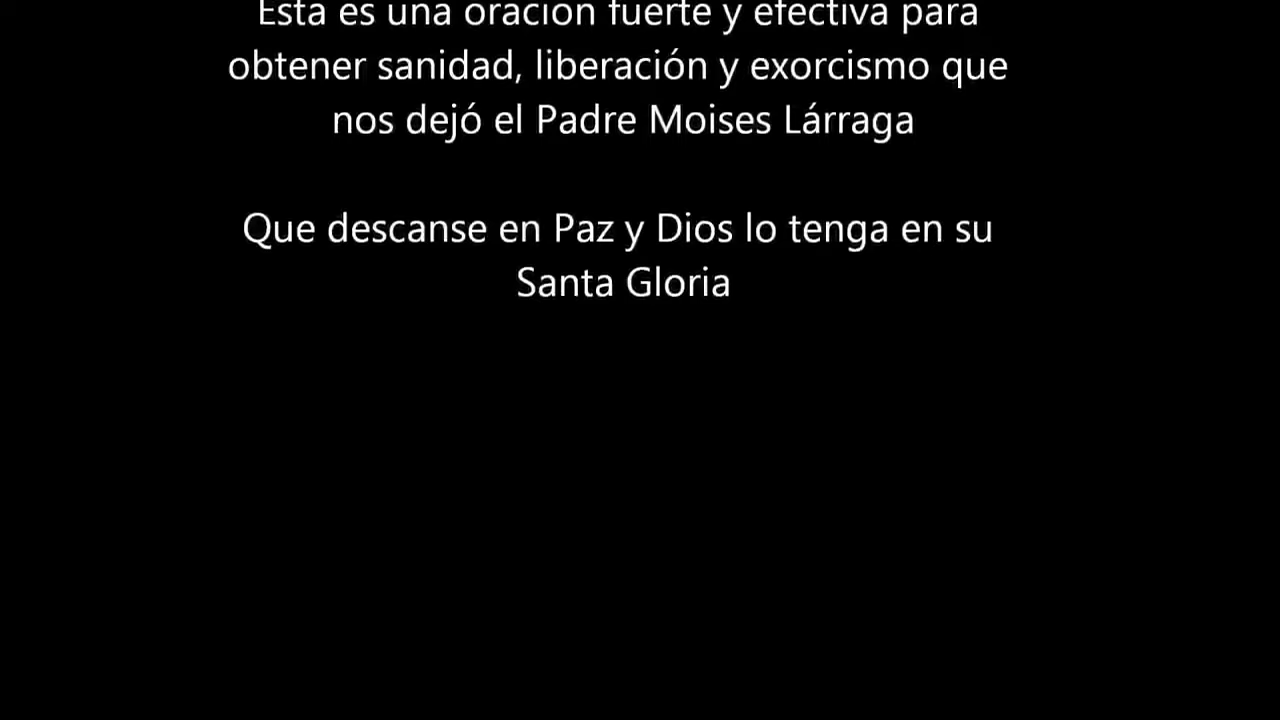 Esta es una oración fuerte y efectiva para
obtener sanidad, liberación y exorcismo que
nos dejó el Padre Moises Lárraga
Que descanse en Paz y Dios lo tenga en su
Santa Gloria